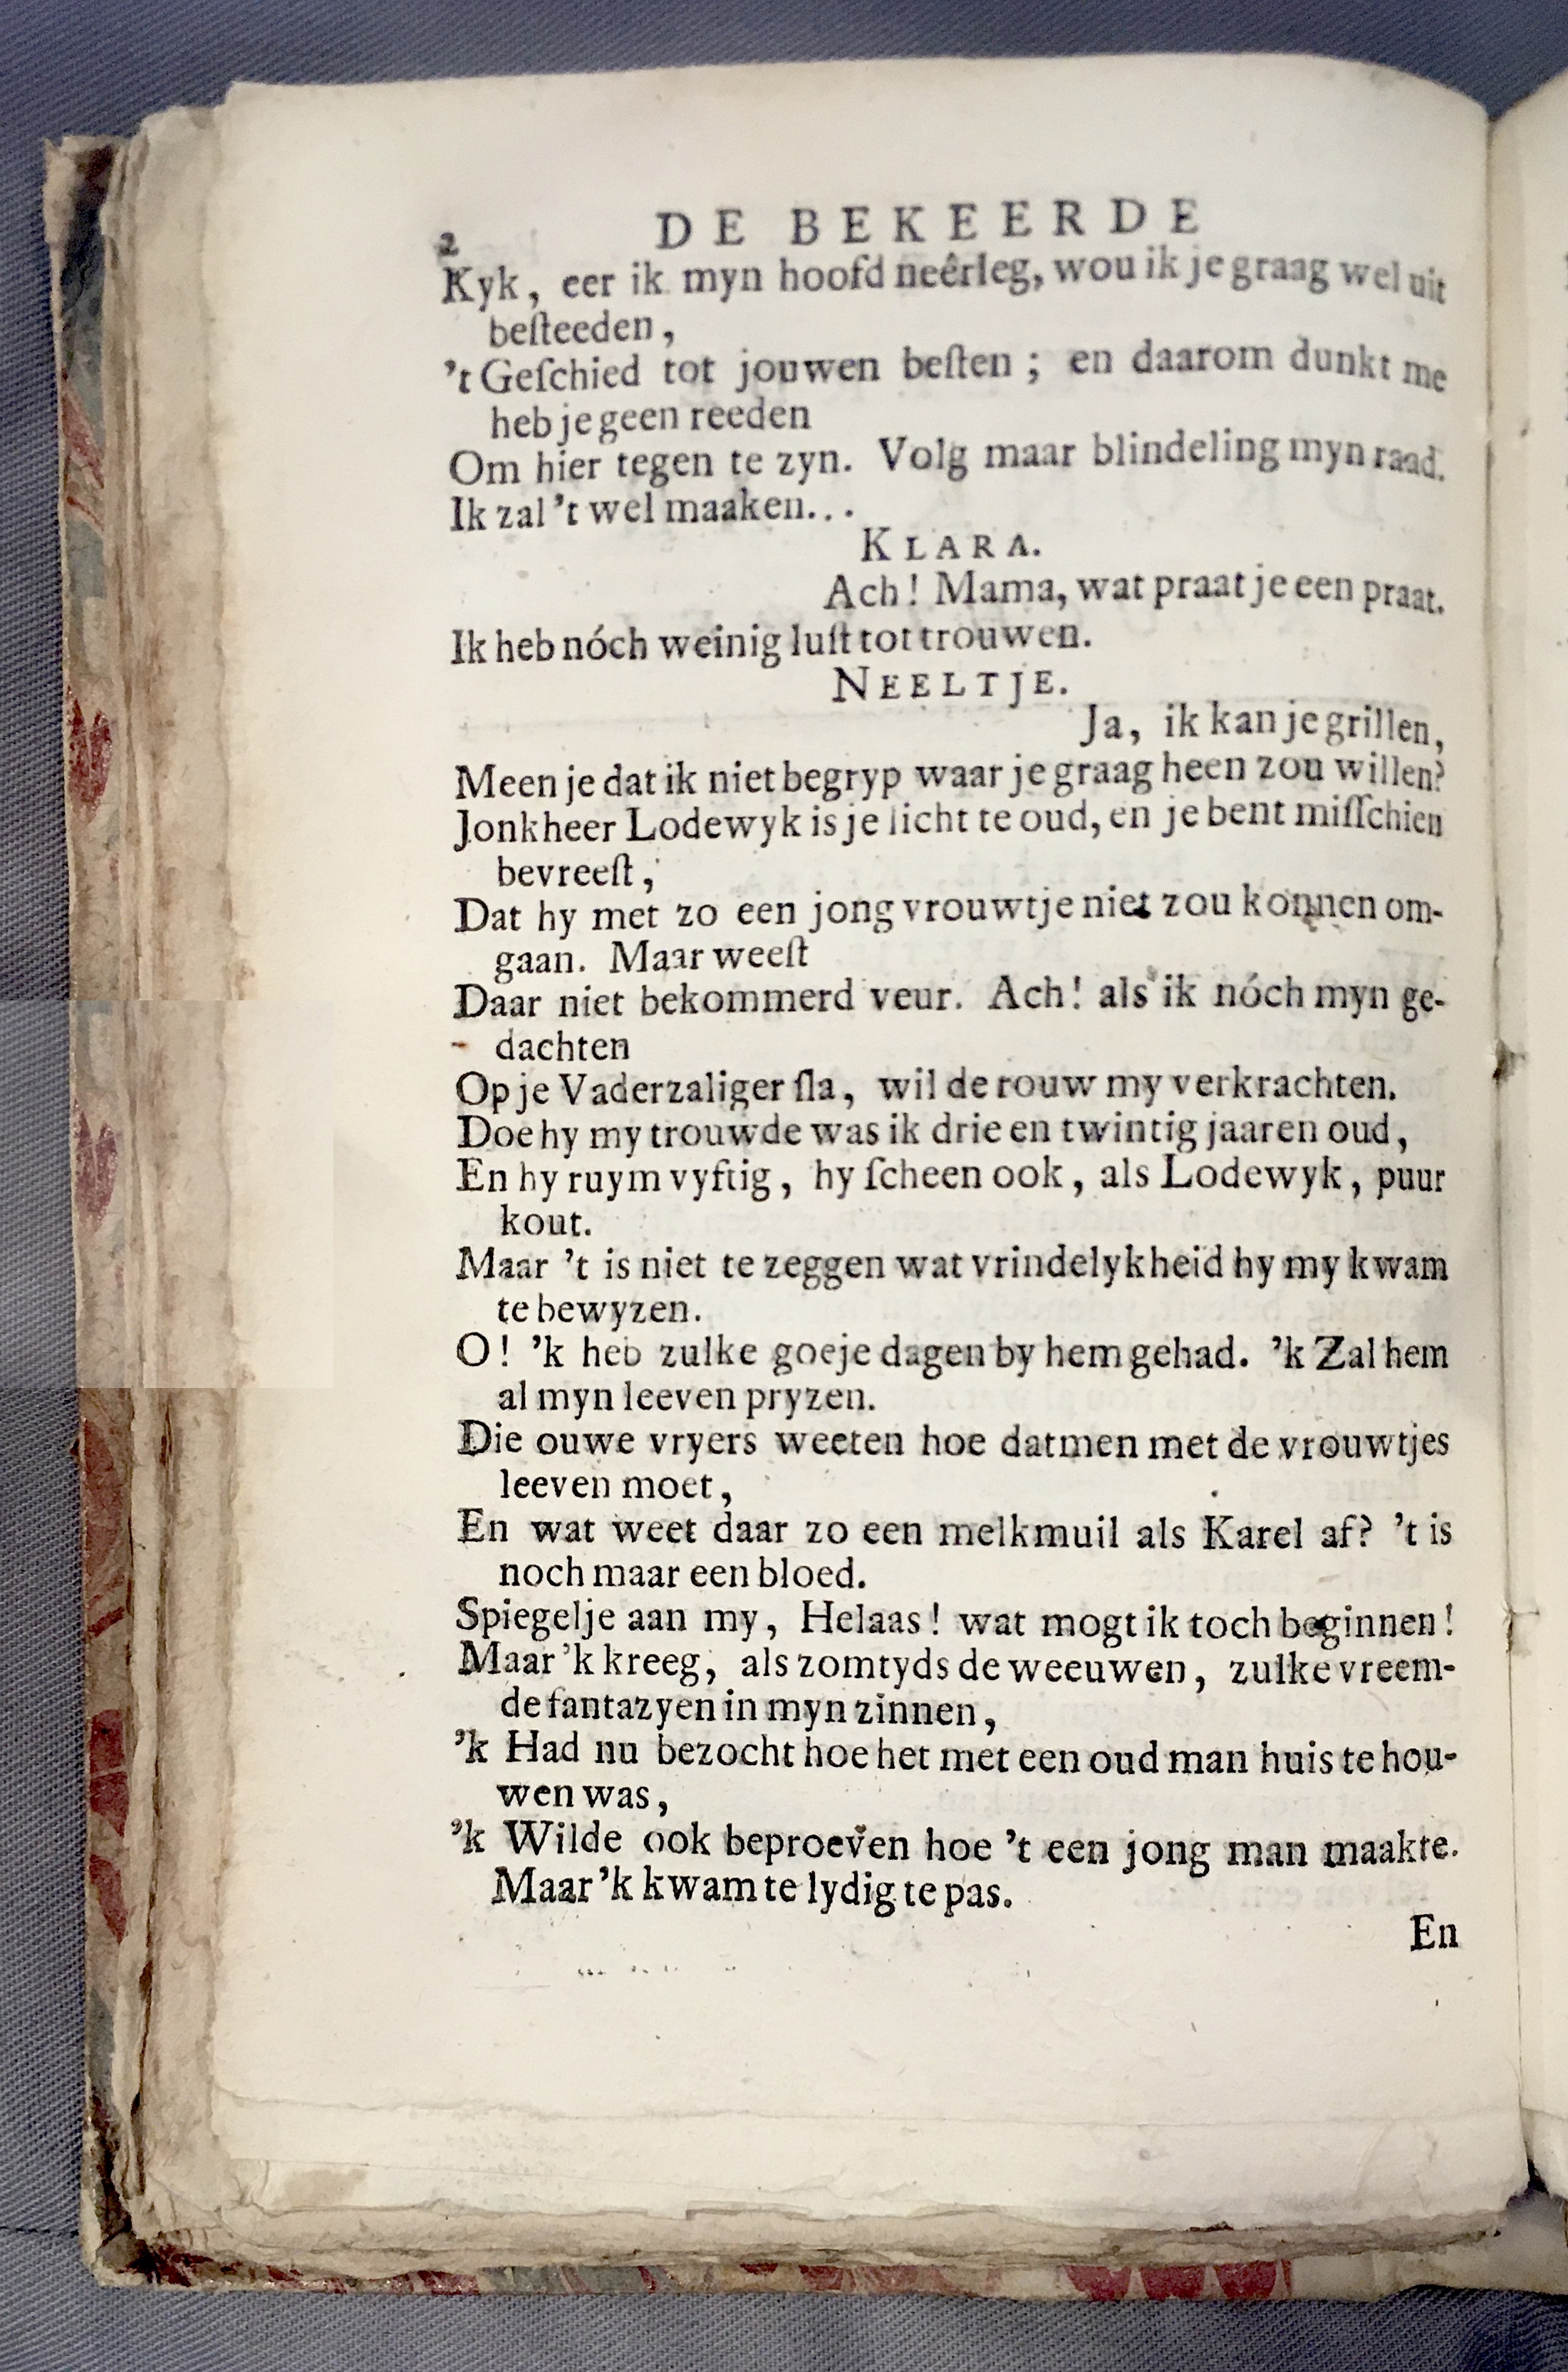 2 DE BEKEERDE
Kyk, eer ik myn hoofd neêrleg, wou ik je graag wel uit
beſteeden,
’t Geſchied tot jouwen beſten; en daarom dunkt me
heb je geen reeden
Om hier tegen te zyn. Volg maar blindeling myn raad.
Ik zal ’t wel maaken...
KLARA.
Ach! Mama, wat praat je een praat.
Ik heb nóch weinig luſt tot trouwen.
NEELTJE.
Ja, ik kan je grillen,
Meen je dat ik niet begryp waar je graag heen zou willen?
Jonkheer Lodewyk is je licht te oud, en je bent miſſchien
bevreeſt,
Dat hy met zo een jong vrouwtje niet zou konnen om-
gaan. Maar weeſt
Daar niet bekommerd veur. Ach! als ik nóch myn ge-
dachten
Op je Vader zaliger ſla, wil de rouw my verkrachten.
Doe hy my trouwde was ik drie en twintig jaaren oud,
En hy ruym vyftig, hy ſcheen ook, als Lodewyk, puur
kout.
Maar ’t is niet te zeggen wat vrindelykheid hy my kwam
te bewyzen.
O! ’k heb zulke goeje dagen by hem gehad. ’k Zal hem
al myn leeven pryzen.
Die ouwe vryers weeten hoe datmen met de vrouwtjes
leeven moet,
En wat weet daar zo een melkmuil als Karel af? ’t is
noch maar een bloed.
Spiegel je aan my, Helaas! wat mogt ik toch beginnen!
Maar ’k kreeg, als zomtyds de weeuwen, zulke vreem-
de fantazyen in myn zinnen,
’k Had nu bezocht hoe het met een oud man huis te hou-
wen was,
’k Wilde ook beproeven hoe ’t een jong man maakte.
Maar ’k kwam te lydig te pas.
En